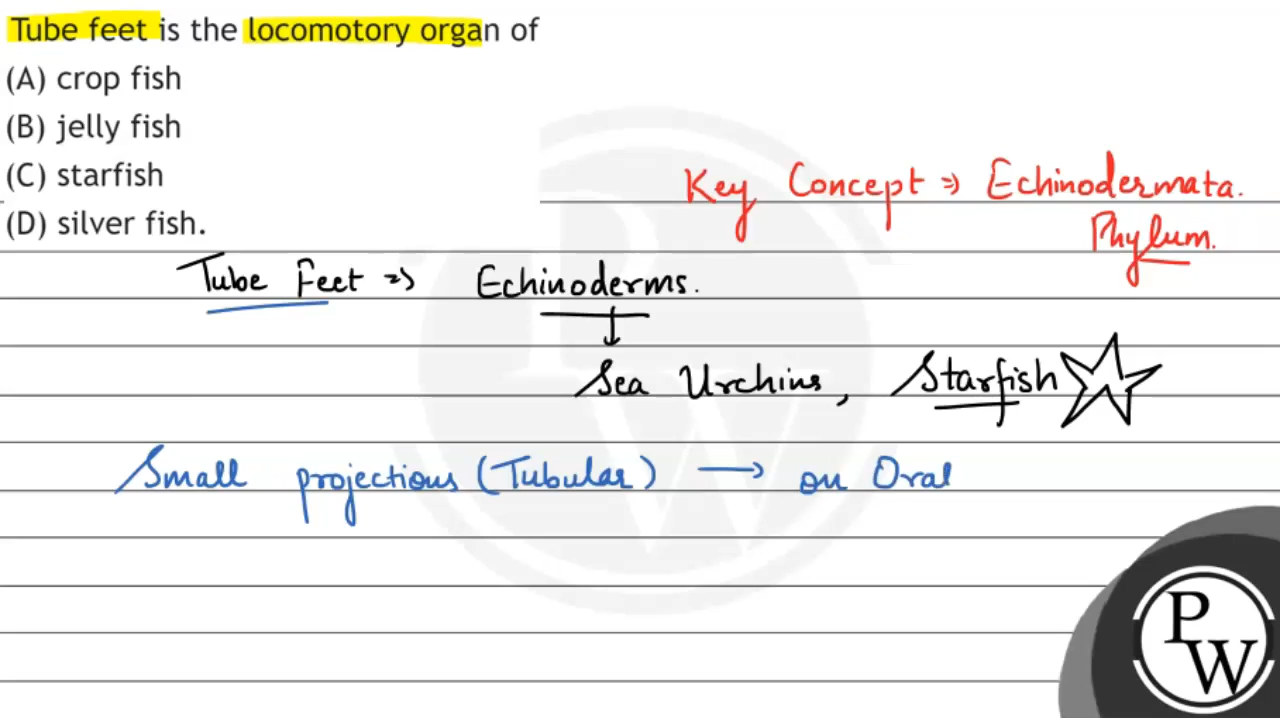 Tube feet is the locomotory organ of
(A) crop fish
(B) jelly fish
(C) starfish
(D) silver fish.
Key Concept ⇒ Echinodermata.
Phylum.
Tube Feet ⇒ Echinoderms.
↓
Sea Urchins, Starfish
Small projections (Tubular) → on Oral
PW
PW